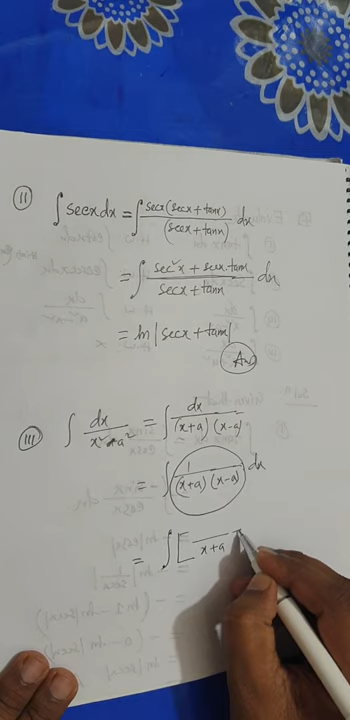 (ii) ∫ secx dx = ∫ secx(secx + tanx) / (secx + tanx) dx
= ∫ sec²x + secx.tanx / secx + tanx dx
= ln |secx + tanx|
(Ans)
(iii) ∫ dx / x² - a² = ∫ dx / (x+a) (x-a)
= ∫ 1 / (x+a) (x-a) dx
= ∫ [ / x+a